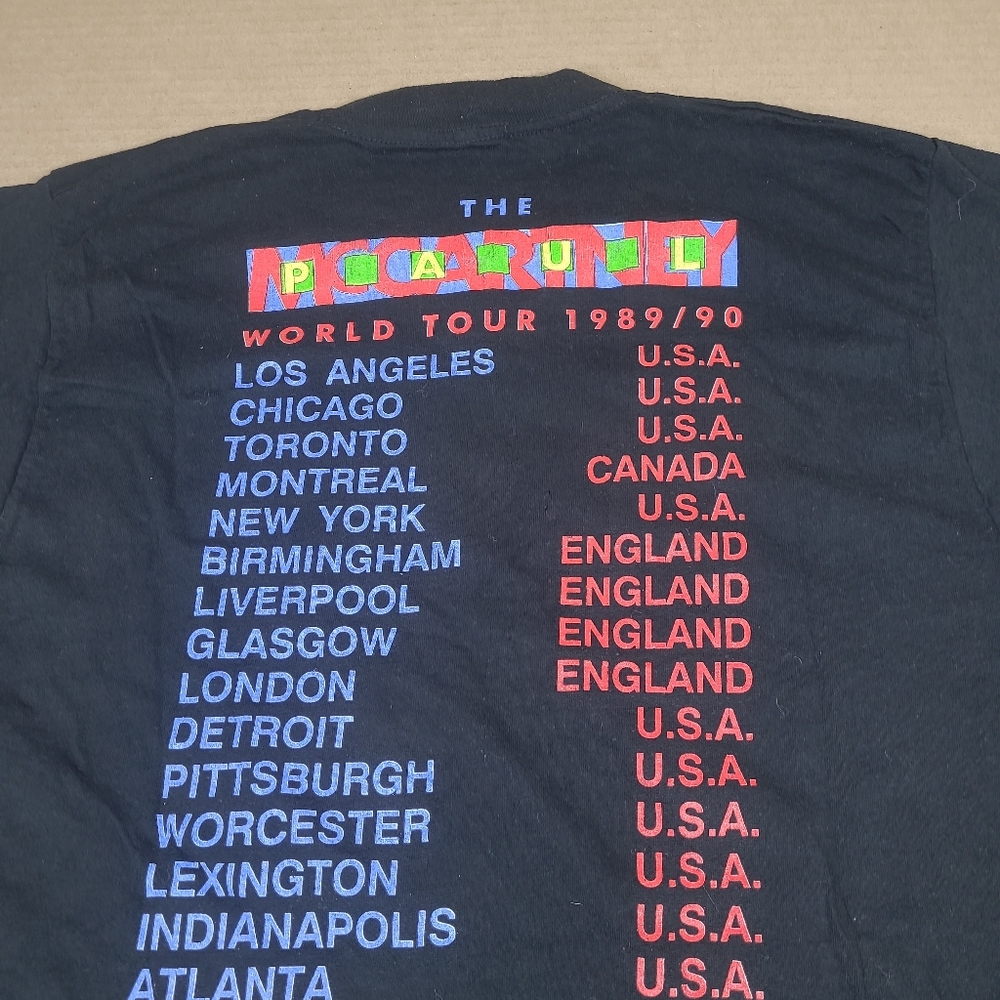 THE
PAUL MCCARTNEY
WORLD TOUR 1989/90
LOS ANGELES U.S.A.
CHICAGO U.S.A.
TORONTO U.S.A.
MONTREAL CANADA
NEW YORK U.S.A.
BIRMINGHAM ENGLAND
LIVERPOOL ENGLAND
GLASGOW ENGLAND
LONDON ENGLAND
DETROIT U.S.A.
PITTSBURGH U.S.A.
WORCESTER U.S.A.
LEXINGTON U.S.A.
INDIANAPOLIS U.S.A.
ATLANTA U.S.A.